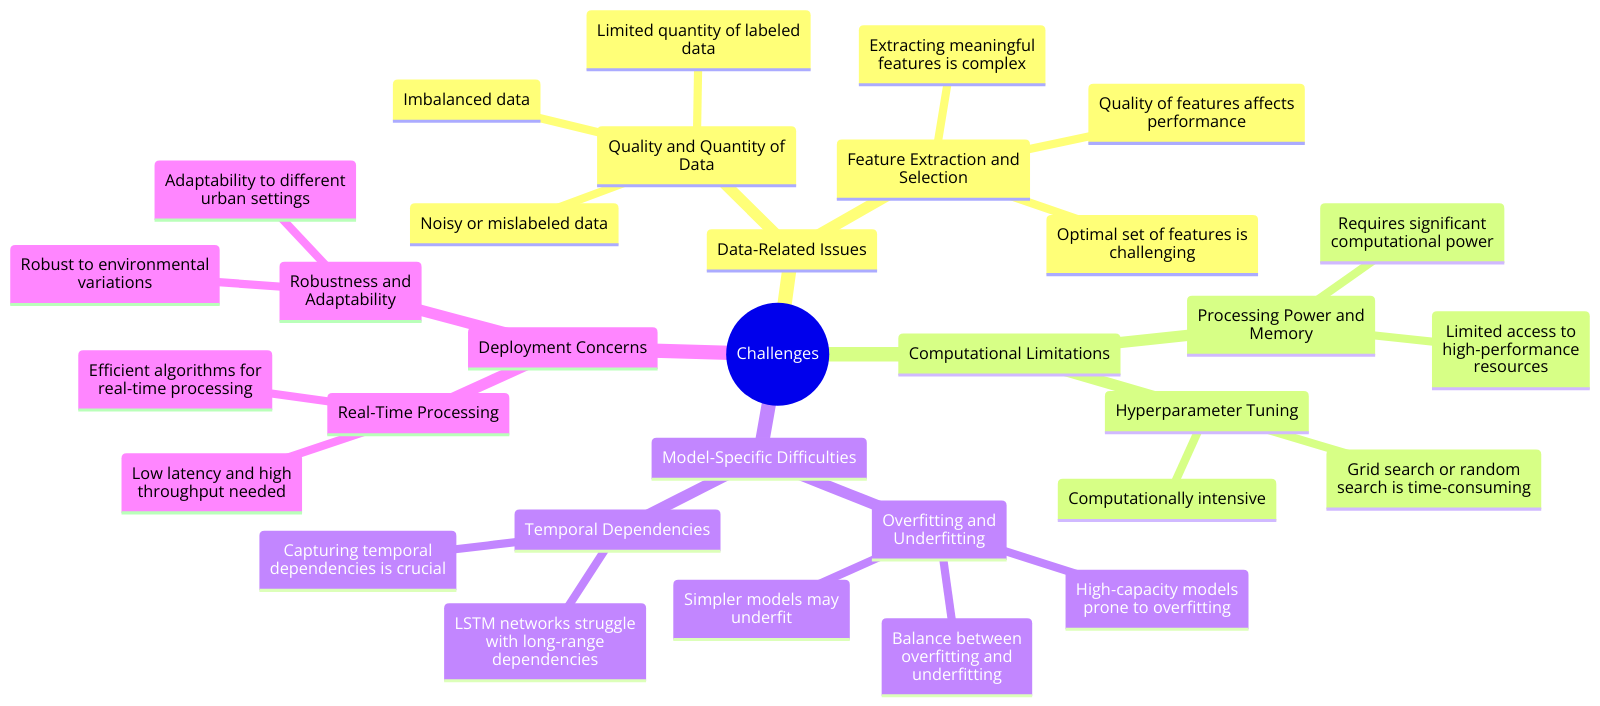 Challenges
Data-Related Issues
Quality and Quantity of
Data
Limited quantity of labeled
data
Imbalanced data
Noisy or mislabeled data
Feature Extraction and
Selection
Extracting meaningful
features is complex
Quality of features affects
performance
Optimal set of features is
challenging
Computational Limitations
Processing Power and
Memory
Requires significant
computational power
Limited access to
high-performance
resources
Hyperparameter Tuning
Computationally intensive
Grid search or random
search is time-consuming
Model-Specific Difficulties
Overfitting and
Underfitting
High-capacity models
prone to overfitting
Simpler models may
underfit
Balance between
overfitting and
underfitting
Temporal Dependencies
Capturing temporal
dependencies is crucial
LSTM networks struggle
with long-range
dependencies
Deployment Concerns
Real-Time Processing
Efficient algorithms for
real-time processing
Low latency and high
throughput needed
Robustness and
Adaptability
Robust to environmental
variations
Adaptability to different
urban settings